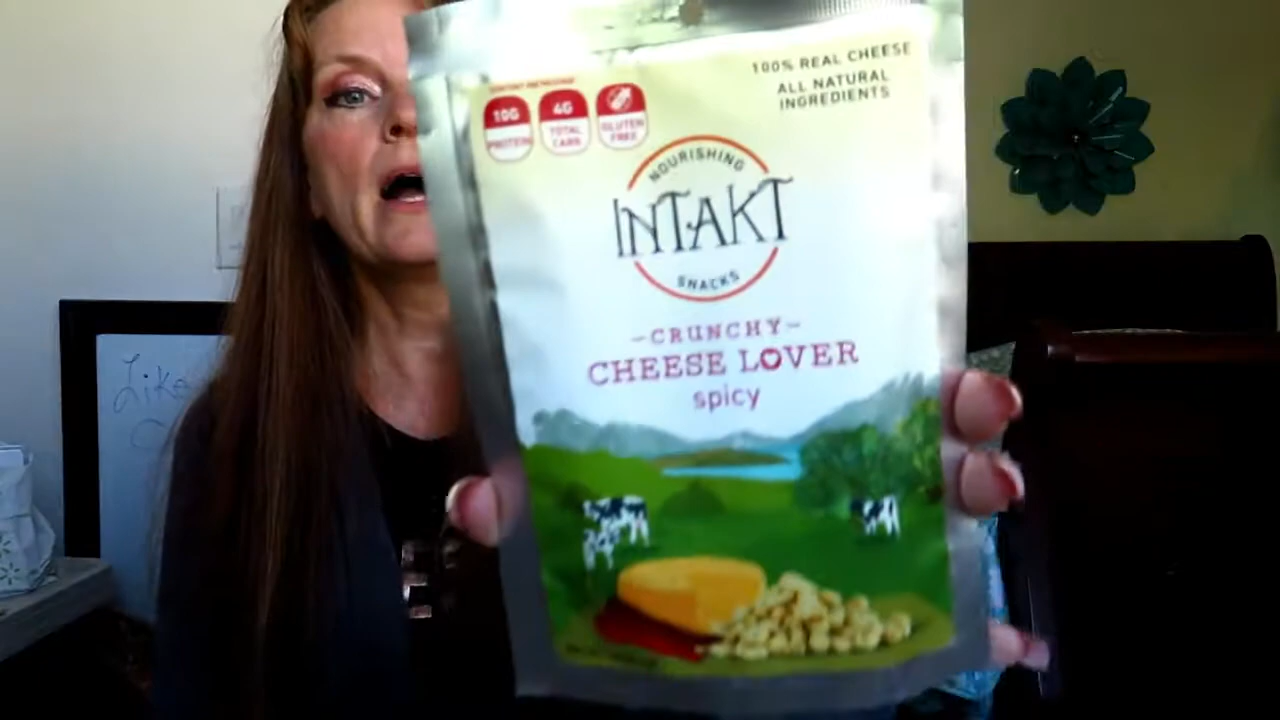 100% REAL CHEESE
ALL NATURAL
INGREDIENTS
10G
PROTEIN
4G
TOTAL
CARB
GLUTEN
FREE
NOURISHING
INTAKT
SNACKS
-CRUNCHY-
CHEESE LOVER
spicy
Like